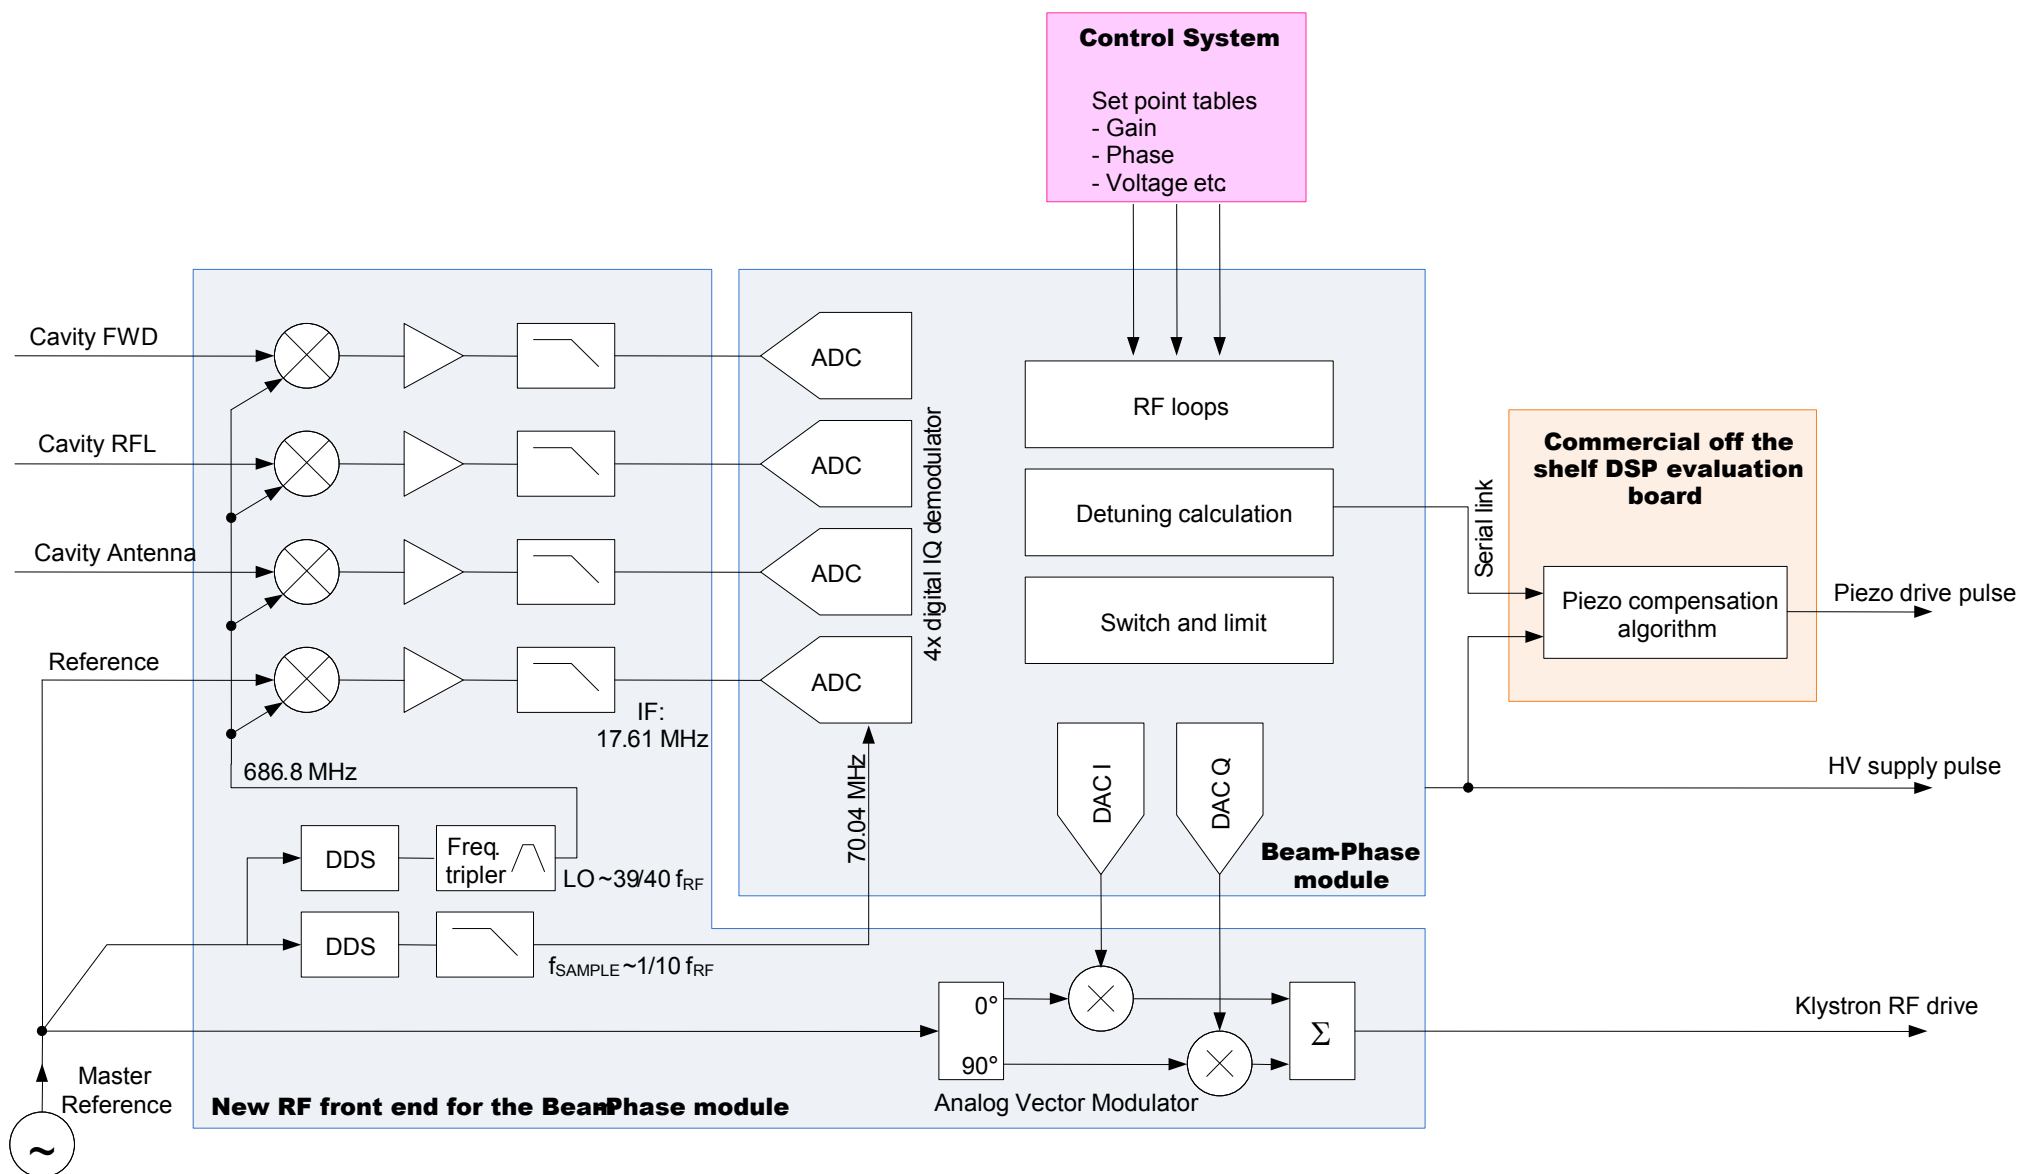 Control System
Set point tables
- Gain
- Phase
- Voltage etc
Cavity FWD
Cavity RFL
Cavity Antenna
Reference
ADC
ADC
ADC
ADC
4x digital IQ demodulator
IF:
17.61 MHz
686.8 MHz
70.04 MHz
DDS
Freq.
tripler
LO ~39/40 fRF
DDS
fSAMPLE ~1/10 fRF
RF loops
Detuning calculation
Switch and limit
DAC I
DAC Q
Beam-Phase
module
Serial link
Commercial off the
shelf DSP evaluation
board
Piezo compensation
algorithm
Piezo drive pulse
HV supply pulse
0°
90°
Σ
Klystron RF drive
Analog Vector Modulator
Master
Reference
~
New RF front end for the Beam-Phase module